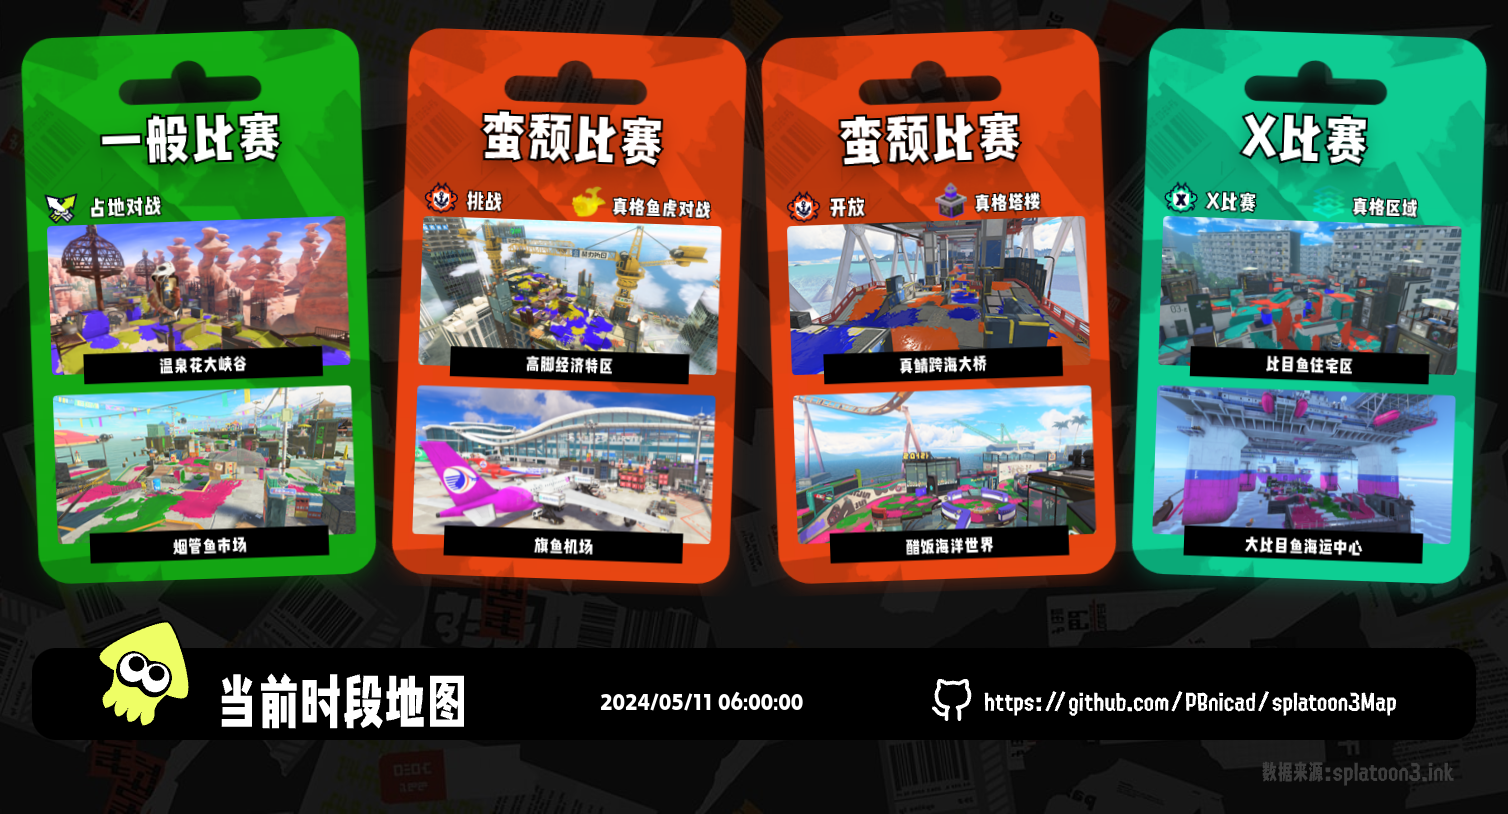 一般比赛
占地对战
温泉花大峡谷
烟管鱼市场
蛮颓比赛
挑战
真格鱼虎对战
高脚经济特区
旗鱼机场
蛮颓比赛
开放
真格塔楼
真鲷跨海大桥
醋饭海洋世界
X比赛
X比赛
真格区域
比目鱼住宅区
大比目鱼海运中心
当前时段地图
2024/05/11 06:00:00
https://github.com/PBnicad/splatoon3Map
数据来源:splatoon3.ink